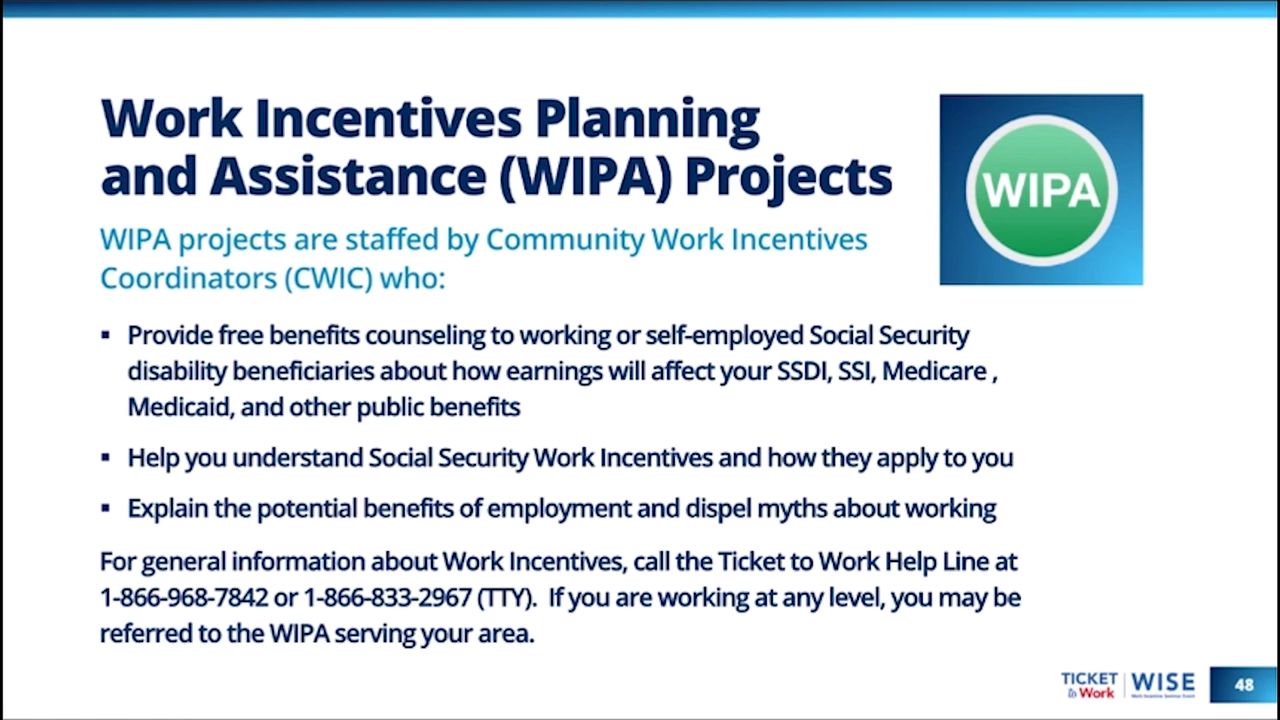 Work Incentives Planning
and Assistance (WIPA) Projects
WIPA
WIPA projects are staffed by Community Work Incentives
Coordinators (CWIC) who:
▪ Provide free benefits counseling to working or self-employed Social Security
disability beneficiaries about how earnings will affect your SSDI, SSI, Medicare ,
Medicaid, and other public benefits
▪ Help you understand Social Security Work Incentives and how they apply to you
▪ Explain the potential benefits of employment and dispel myths about working
For general information about Work Incentives, call the Ticket to Work Help Line at
1-866-968-7842 or 1-866-833-2967 (TTY).  If you are working at any level, you may be
referred to the WIPA serving your area.
TICKET
to Work
WISE
Work Incentive Seminar Event
48